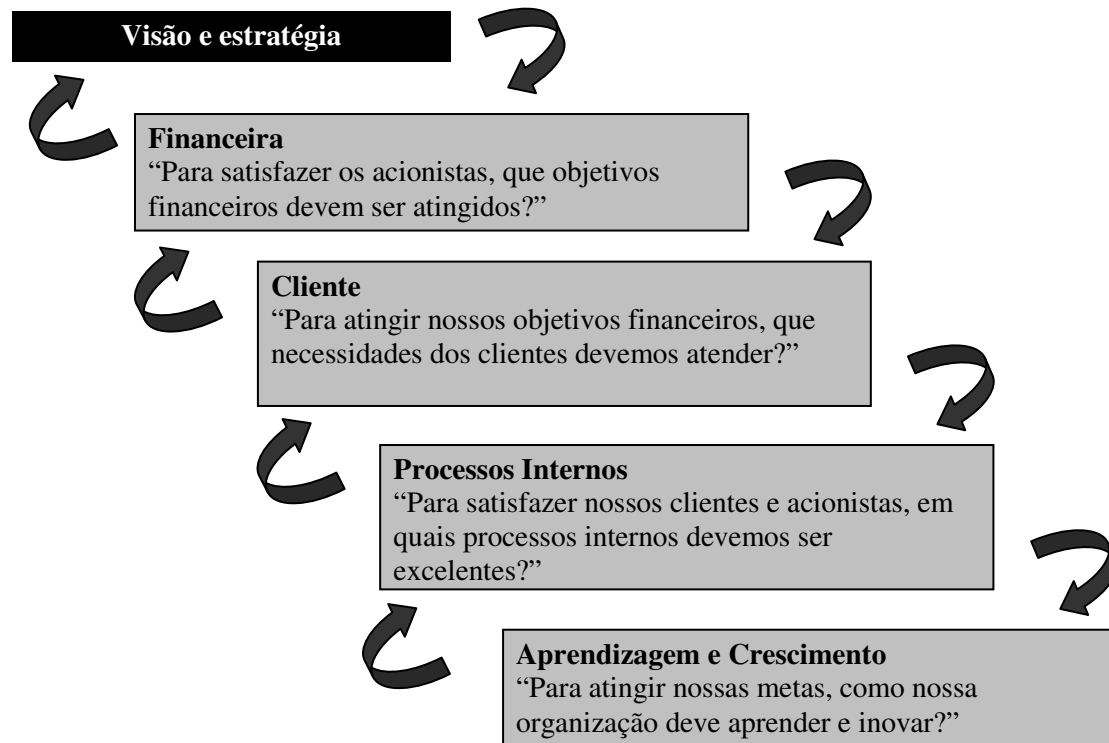 Visão e estratégia
Financeira
“Para satisfazer os acionistas, que objetivos
financeiros devem ser atingidos?”
Cliente
“Para atingir nossos objetivos financeiros, que
necessidades dos clientes devemos atender?”
Processos Internos
“Para satisfazer nossos clientes e acionistas, em
quais processos internos devemos ser
excelentes?”
Aprendizagem e Crescimento
“Para atingir nossas metas, como nossa
organização deve aprender e inovar?”